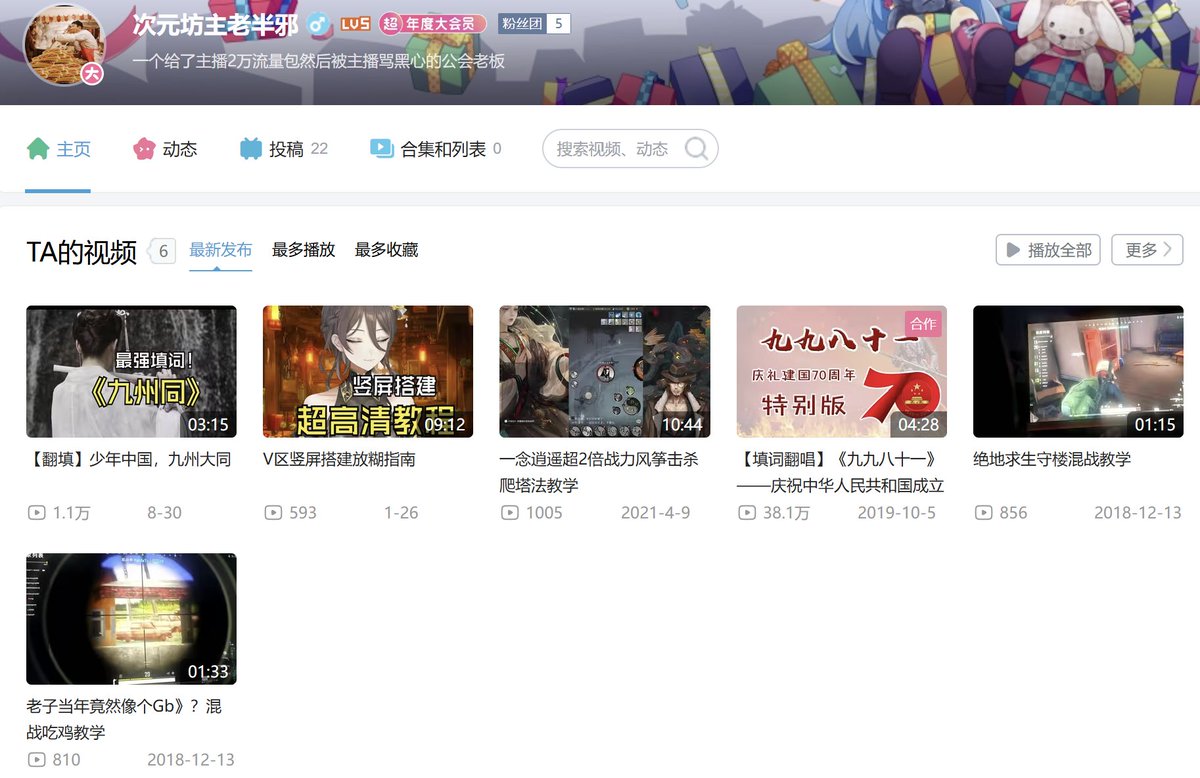 次元坊主老半邪 LV5 超 年度大会员 粉丝团 5
一个给了主播2万流量包然后被主播骂黑心的公会老板
大
主页 动态 投稿 22 合集和列表 0 搜索视频、动态
TA的视频 6 最新发布 最多播放 最多收藏 播放全部 更多
最强填词！
《九州同》
03:15
竖屏搭建
超高清教程
09:12
10:44
合作
九九八十一
庆礼建国70周年
特别版
70
04:28
01:15
【翻填】少年中国，九州大同
1.1万 8-30
V区竖屏搭建放糊指南
593 1-26
一念逍遥超2倍战力风筝击杀
爬塔法教学
1005 2021-4-9
【填词翻唱】《九九八十一》
——庆祝中华人民共和国成立
38.1万 2019-10-5
绝地求生守楼混战教学
856 2018-12-13
01:33
老子当年竟然像个Gb》？混
战吃鸡教学
810 2018-12-13